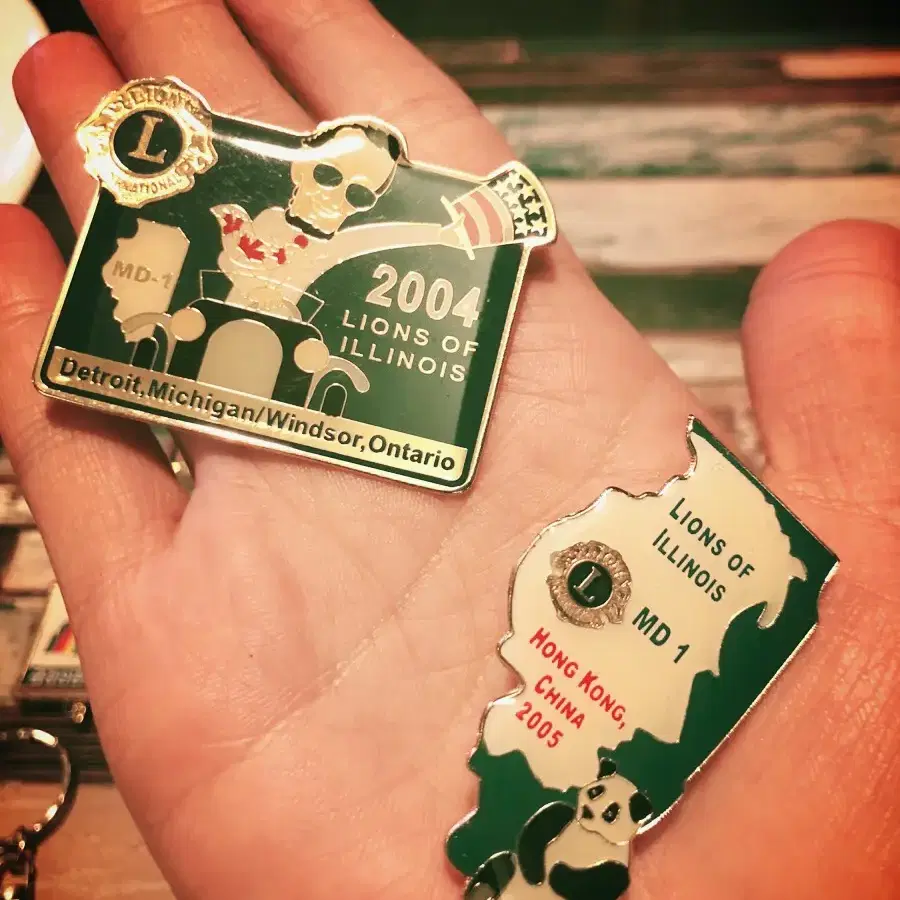 L
INTERNATIONAL
MD-1
2004
LIONS OF
ILLINOIS
Detroit,Michigan/Windsor,Ontario
LIONS OF
ILLINOIS
L
MD 1
HONG KONG,
CHINA
2005